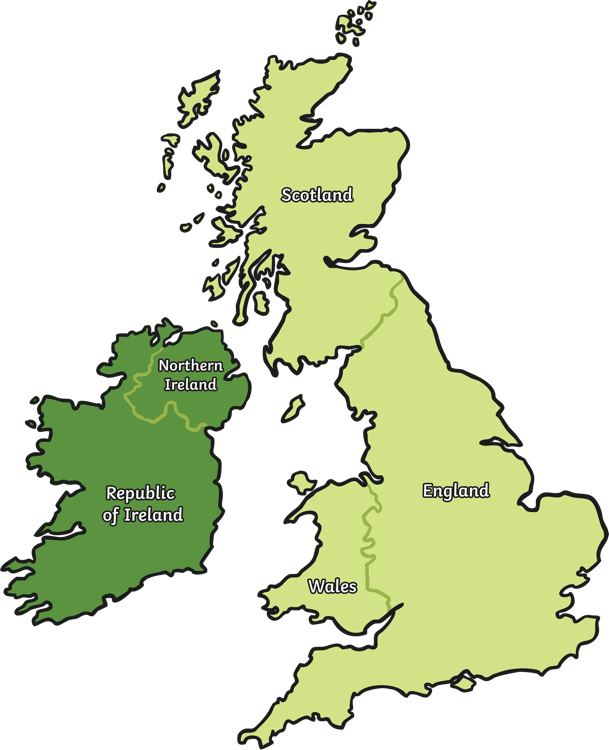 Scotland
Northern
Ireland
Republic
of Ireland
England
Wales